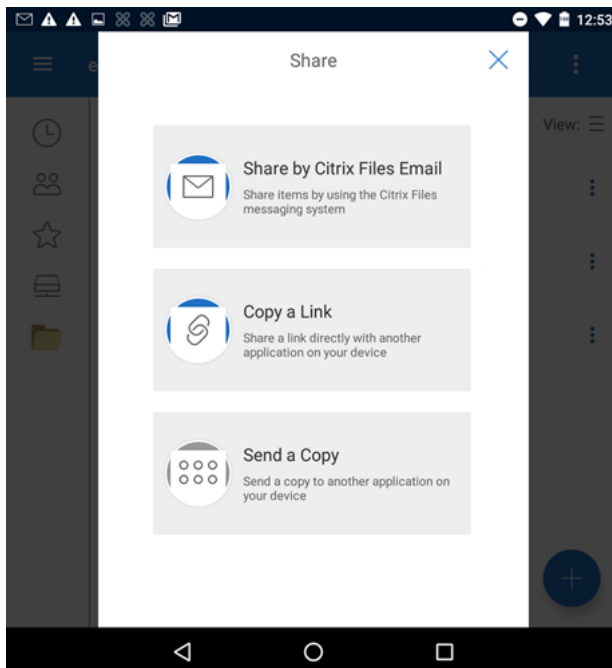 12:53
e
Share
View:
Share by Citrix Files Email
Share items by using the Citrix Files
messaging system
Copy a Link
Share a link directly with another
application on your device
Send a Copy
Send a copy to another application on
your device